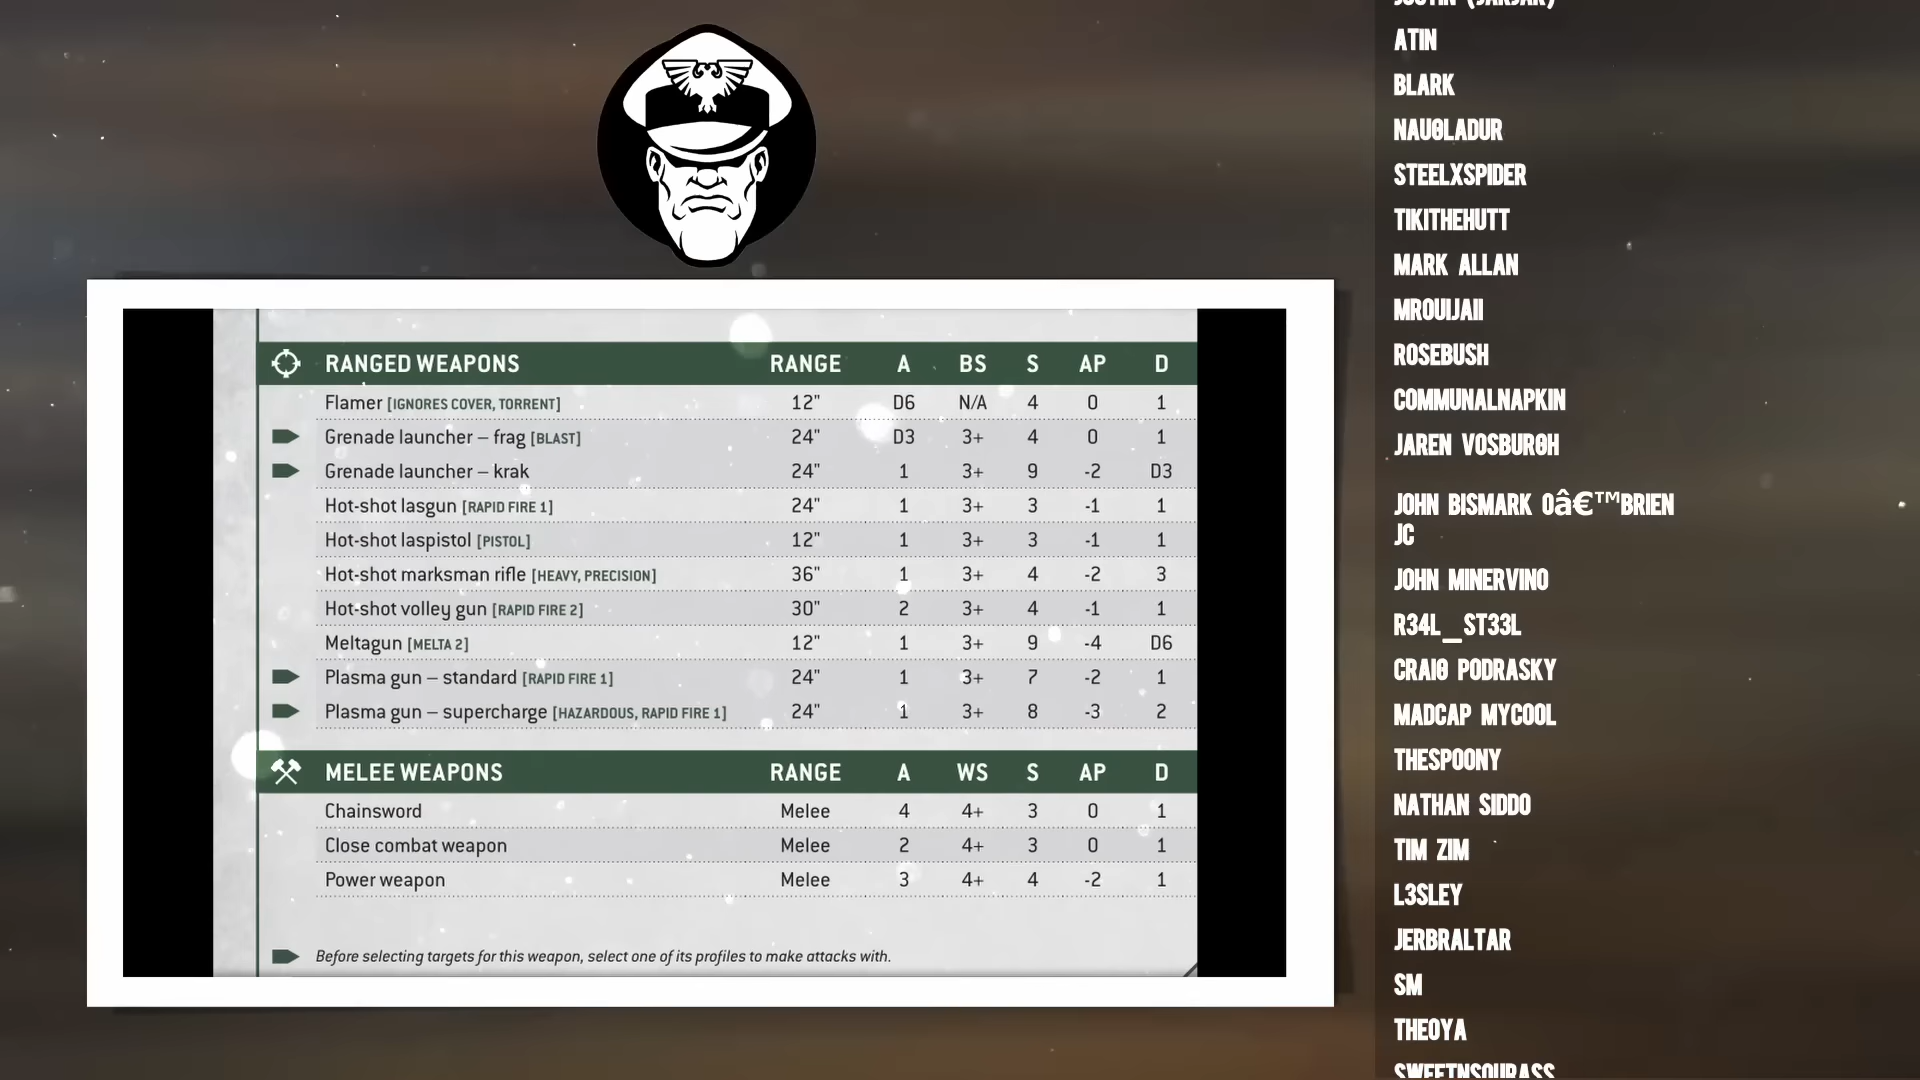 RANGED WEAPONS RANGE A BS S AP D
Flamer [IGNORES COVER, TORRENT] 12" D6 N/A 4 0 1
Grenade launcher – frag [BLAST] 24" D3 3+ 4 0 1
Grenade launcher – krak 24" 1 3+ 9 -2 D3
Hot-shot lasgun [RAPID FIRE 1] 24" 1 3+ 3 -1 1
Hot-shot laspistol [PISTOL] 12" 1 3+ 3 -1 1
Hot-shot marksman rifle [HEAVY, PRECISION] 36" 1 3+ 4 -2 3
Hot-shot volley gun [RAPID FIRE 2] 30" 2 3+ 4 -1 1
Meltagun [MELTA 2] 12" 1 3+ 9 -4 D6
Plasma gun – standard [RAPID FIRE 1] 24" 1 3+ 7 -2 1
Plasma gun – supercharge [HAZARDOUS, RAPID FIRE 1] 24" 1 3+ 8 -3 2
MELEE WEAPONS RANGE A WS S AP D
Chainsword Melee 4 4+ 3 0 1
Close combat weapon Melee 2 4+ 3 0 1
Power weapon Melee 3 4+ 4 -2 1
Before selecting targets for this weapon, select one of its profiles to make attacks with.
JUSTIN (JARJAR)
ATIN
BLARK
NAUGLADUR
STEELXSPIDER
TIKITHEHUTT
MARK ALLAN
MROUIJAII
ROSEBUSH
COMMUNALNAPKIN
JAREN VOSBURGH
JOHN BISMARK Oâ€™BRIEN
JC
JOHN MINERVINO
R34L_ST33L
CRAIG PODRASKY
MADCAP MYCOOL
THESPOONY
NATHAN SIDDO
TIM ZIM
L3SLEY
JERBRALTAR
SM
THEOYA
SWEETNSOURASS